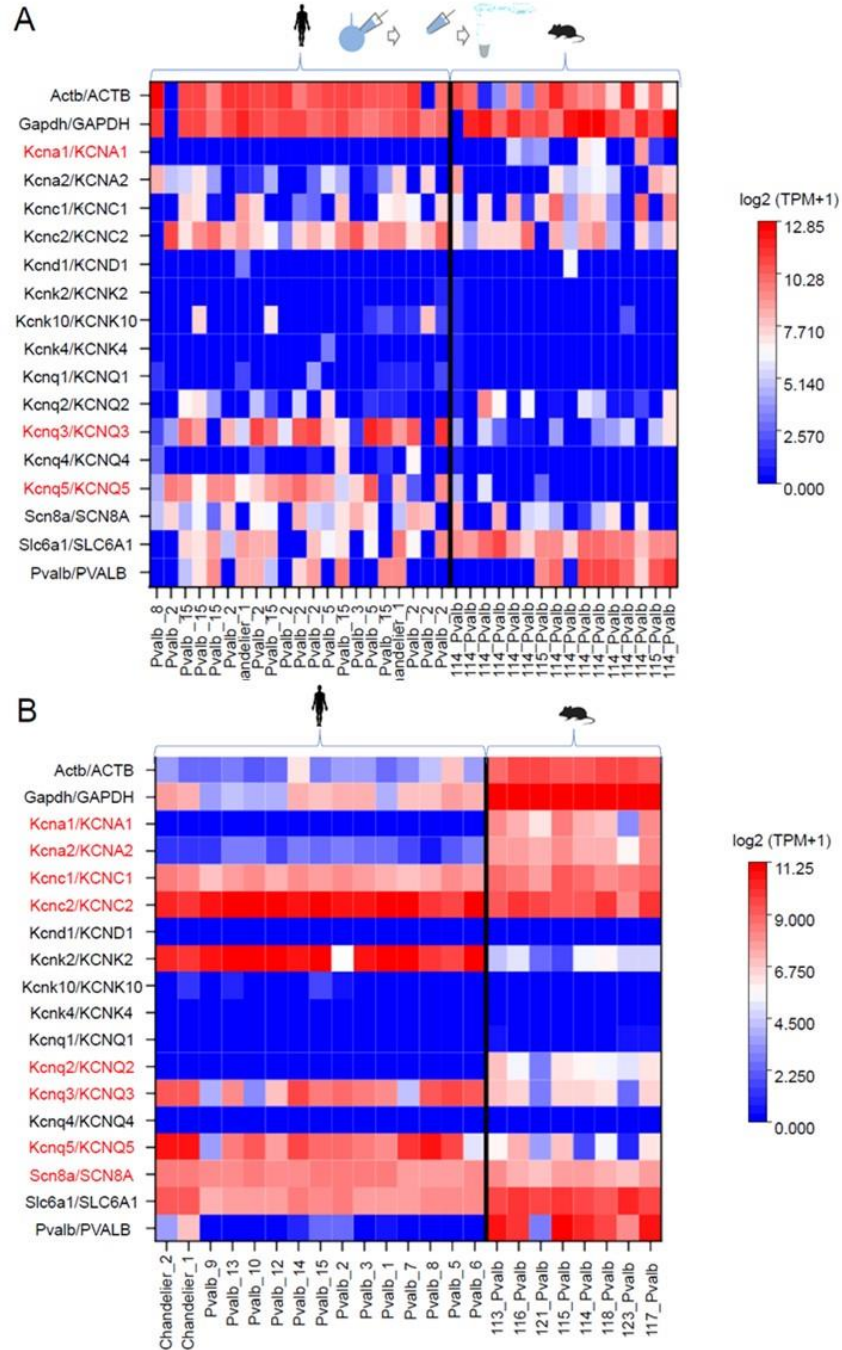 A
Actb/ACTB
Gapdh/GAPDH
Kcna1/KCNA1
Kcna2/KCNA2
Kcnc1/KCNC1
Kcnc2/KCNC2
Kcnd1/KCND1
Kcnk2/KCNK2
Kcnk10/KCNK10
Kcnk4/KCNK4
Kcnq1/KCNQ1
Kcnq2/KCNQ2
Kcnq3/KCNQ3
Kcnq4/KCNQ4
Kcnq5/KCNQ5
Scn8a/SCN8A
Slc6a1/SLC6A1
Pvalb/PVALB
Pvalb_8
Pvalb_2
Pvalb_15
Pvalb_15
Pvalb_15
Pvalb_2
andelier_1
Pvalb_2
Pvalb_15
Pvalb_2
Pvalb_2
Pvalb_2
Pvalb_5
Pvalb_15
Pvalb_3
Pvalb_5
Pvalb_15
andelier_1
Pvalb_2
Pvalb_2
Pvalb_2
114_Pvalb
114_Pvalb
114_Pvalb
114_Pvalb
114_Pvalb
114_Pvalb
115_Pvalb
114_Pvalb
114_Pvalb
114_Pvalb
114_Pvalb
114_Pvalb
114_Pvalb
114_Pvalb
115_Pvalb
114_Pvalb
log2 (TPM+1)
12.85
10.28
7.710
5.140
2.570
0.000
B
Actb/ACTB
Gapdh/GAPDH
Kcna1/KCNA1
Kcna2/KCNA2
Kcnc1/KCNC1
Kcnc2/KCNC2
Kcnd1/KCND1
Kcnk2/KCNK2
Kcnk10/KCNK10
Kcnk4/KCNK4
Kcnq1/KCNQ1
Kcnq2/KCNQ2
Kcnq3/KCNQ3
Kcnq4/KCNQ4
Kcnq5/KCNQ5
Scn8a/SCN8A
Slc6a1/SLC6A1
Pvalb/PVALB
Chandelier_2
Chandelier_1
Pvalb_9
Pvalb_13
Pvalb_10
Pvalb_12
Pvalb_14
Pvalb_15
Pvalb_2
Pvalb_3
Pvalb_1
Pvalb_7
Pvalb_8
Pvalb_5
Pvalb_6
113_Pvalb
116_Pvalb
121_Pvalb
115_Pvalb
114_Pvalb
118_Pvalb
123_Pvalb
117_Pvalb
log2 (TPM+1)
11.25
9.000
6.750
4.500
2.250
0.000